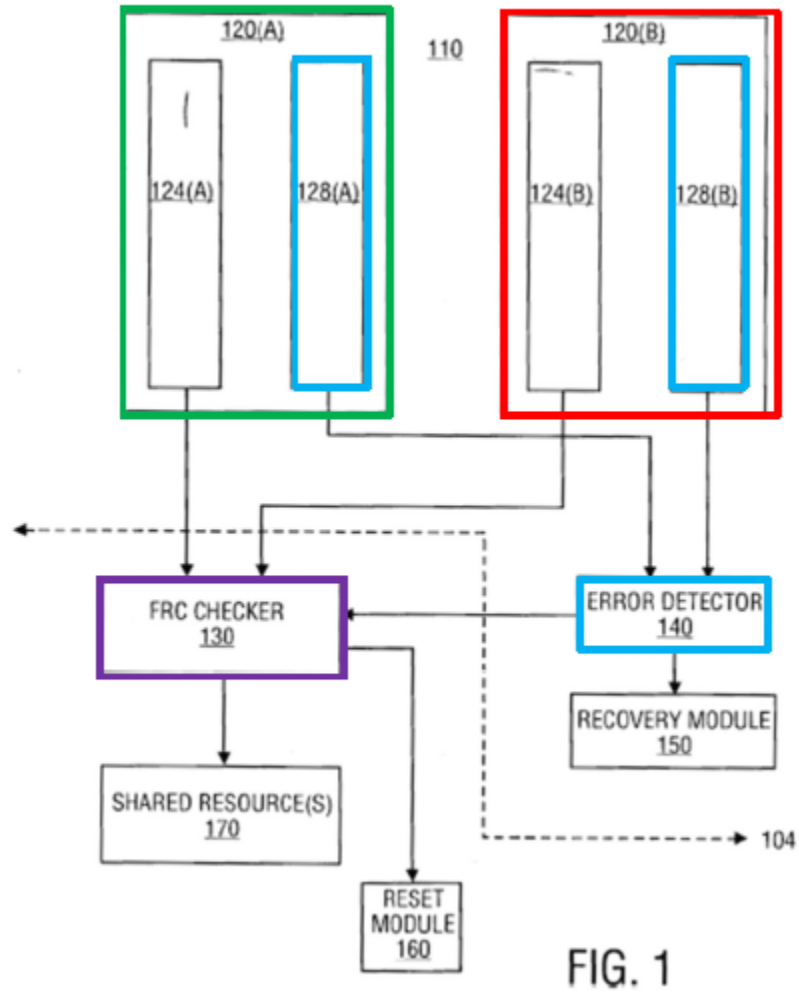 120(A)
120(B)
110
124(A)
128(A)
124(B)
128(B)
FRC CHECKER
130
ERROR DETECTOR
140
RECOVERY MODULE
150
SHARED RESOURCE(S)
170
104
RESET
MODULE
160
FIG. 1